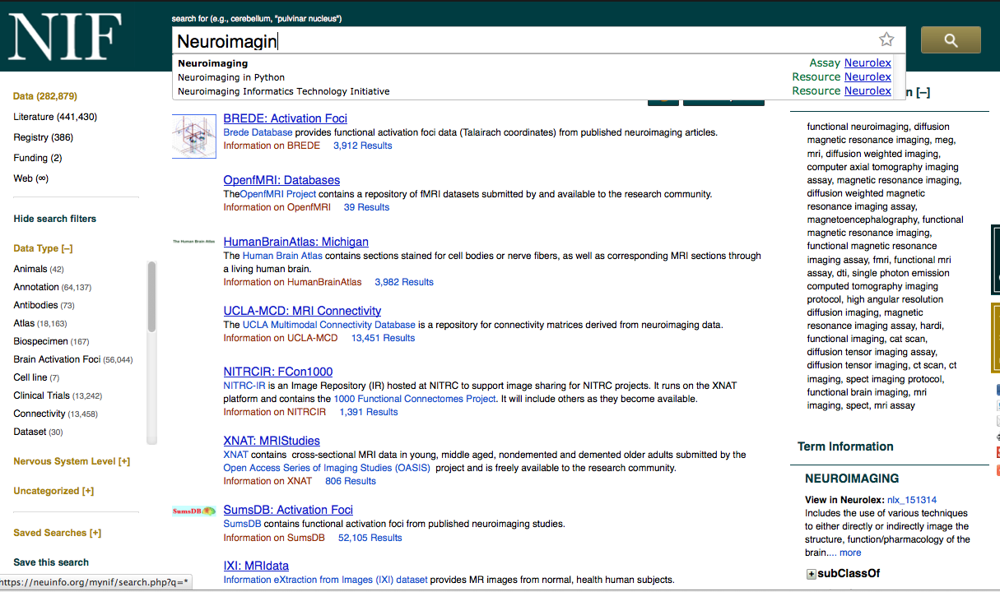 NIF
search for (e.g., cerebellum, "pulvinar nucleus")
Neuroimagin
Neuroimaging Assay Neurolex
Neuroimaging in Python Resource Neurolex
Neuroimaging Informatics Technology Initiative Resource Neurolex
Data (282,879)
Literature (441,430)
Registry (386)
Funding (2)
Web (∞)
Hide search filters
Data Type [–]
Animals (42)
Annotation (64,137)
Antibodies (73)
Atlas (18,163)
Biospecimen (167)
Brain Activation Foci (56,044)
Cell line (7)
Clinical Trials (13,242)
Connectivity (13,458)
Dataset (30)
Nervous System Level [+]
Uncategorized [+]
Saved Searches [+]
Save this search
https://neuinfo.org/mynif/search.php?q=*
BREDE: Activation Foci
Brede Database provides functional activation foci data (Talairach coordinates) from published neuroimaging articles.
Information on BREDE 3,912 Results
OpenfMRI: Databases
TheOpenfMRI Project contains a repository of fMRI datasets submitted by and available to the research community.
Information on OpenfMRI 39 Results
The Human Brain Atlas
HumanBrainAtlas: Michigan
The Human Brain Atlas contains sections stained for cell bodies or nerve fibers, as well as corresponding MRI sections through
a living human brain.
Information on HumanBrainAtlas 3,982 Results
UCLA-MCD: MRI Connectivity
The UCLA Multimodal Connectivity Database is a repository for connectivity matrices derived from neuroimaging data.
Information on UCLA-MCD 13,451 Results
NITRCIR: FCon1000
NITRC-IR is an Image Repository (IR) hosted at NITRC to support image sharing for NITRC projects. It runs on the XNAT
platform and contains the 1000 Functional Connectomes Project. It will include others as they become available.
Information on NITRCIR 1,391 Results
XNAT: MRIStudies
XNAT contains cross-sectional MRI data in young, middle aged, nondemented and demented older adults submitted by the
Open Access Series of Imaging Studies (OASIS) project and is freely available to the research community.
Information on XNAT 806 Results
SumsDB
SumsDB: Activation Foci
SumsDB contains functional activation foci from published neuroimaging studies.
Information on SumsDB 52,105 Results
IXI: MRIdata
Information eXtraction from Images (IXI) dataset provides MR images from normal, health human subjects.
n [–]
functional neuroimaging, diffusion
magnetic resonance imaging, meg,
mri, diffusion weighted imaging,
computer axial tomography imaging
assay, magnetic resonance imaging,
diffusion weighted magnetic
resonance imaging assay,
magnetoencephalography, functional
magnetic resonance imaging,
functional magnetic resonance
imaging assay, fmri, functional mri
assay, dti, single photon emission
computed tomography imaging
protocol, high angular resolution
diffusion imaging, magnetic
resonance imaging assay, hardi,
functional imaging, cat scan,
diffusion tensor imaging assay,
diffusion tensor imaging, ct scan, ct
imaging, spect imaging protocol,
functional brain imaging, mri
imaging, spect, mri assay
Term Information
NEUROIMAGING
View in Neurolex: nlx_151314
Includes the use of various techniques
to either directly or indirectly image the
structure, function/pharmacology of the
brain.... more
subClassOf